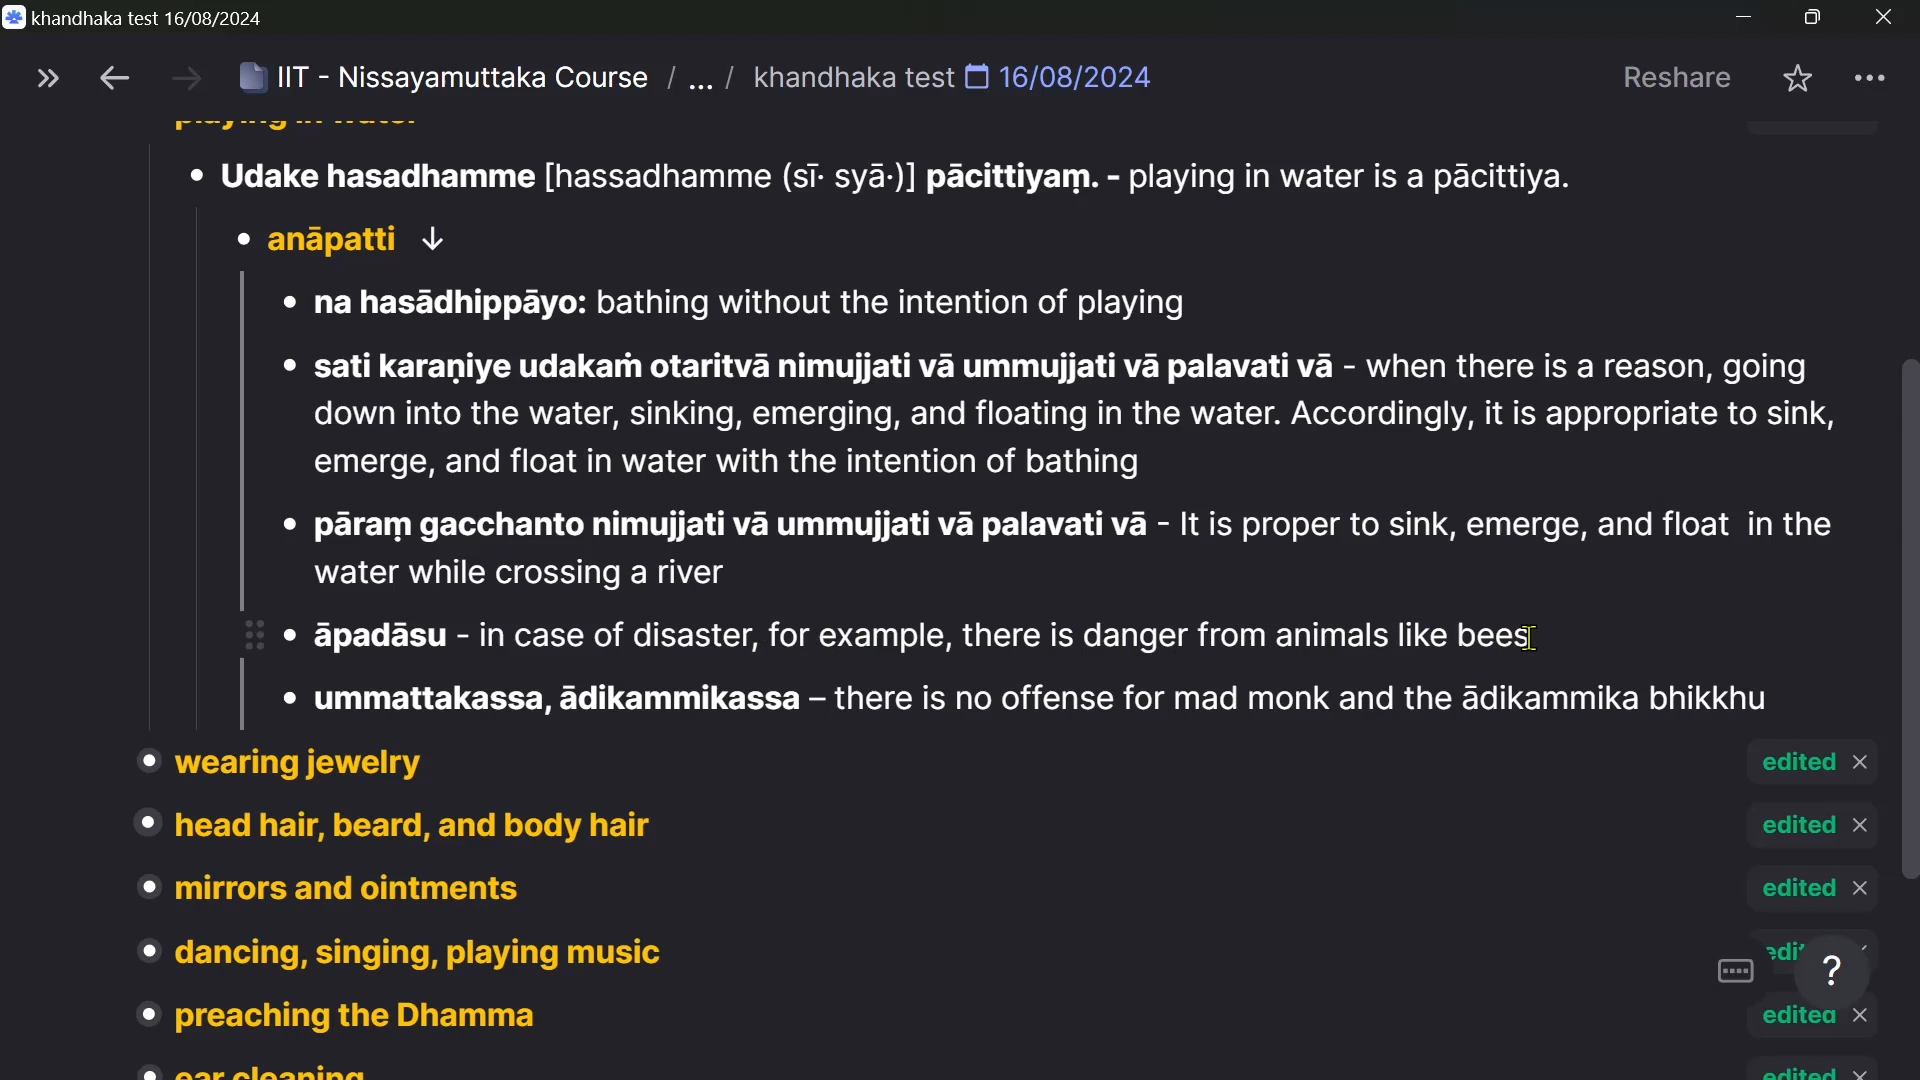 khandhaka test 16/08/2024
IIT - Nissayamuttaka Course / ... / khandhaka test 16/08/2024 Reshare
playing in water
Udake hasadhamme [hassadhamme (sī· syā·)] pācittiyaṃ. - playing in water is a pācittiya.
anāpatti ↓
na hasādhippāyo: bathing without the intention of playing
sati karaṇiye udakaṁ otaritvā nimujjati vā ummujjati vā palavati vā - when there is a reason, going
down into the water, sinking, emerging, and floating in the water. Accordingly, it is appropriate to sink,
emerge, and float in water with the intention of bathing
pāraṃ gacchanto nimujjati vā ummujjati vā palavati vā - It is proper to sink, emerge, and float in the
water while crossing a river
āpadāsu - in case of disaster, for example, there is danger from animals like bees
ummattakassa, ādikammikassa – there is no offense for mad monk and the ādikammika bhikkhu
wearing jewelry edited
head hair, beard, and body hair edited
mirrors and ointments edited
dancing, singing, playing music
preaching the Dhamma edited
ear cleaning edited